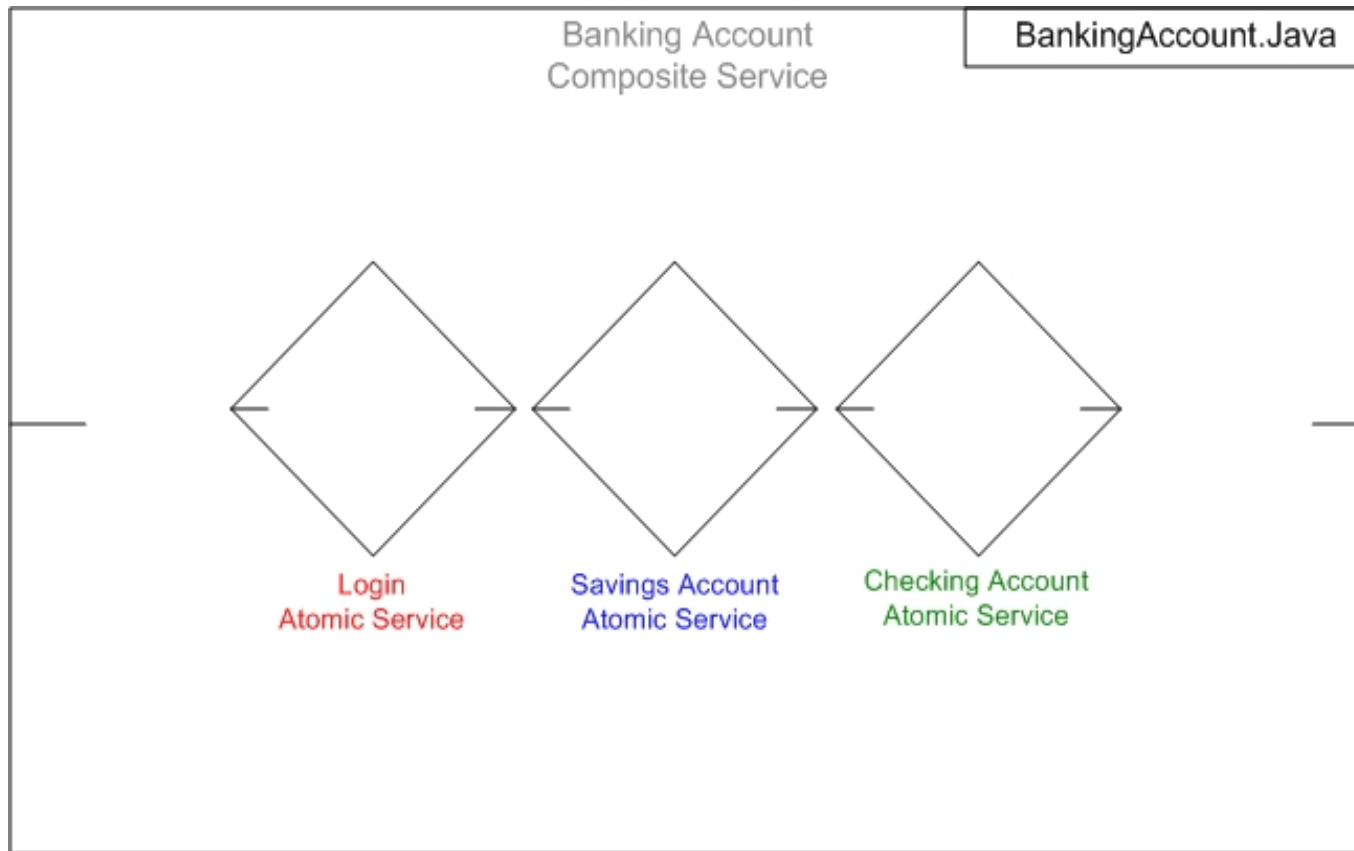 Banking Account
Composite Service
BankingAccount.Java
Login
Atomic Service
Savings Account
Atomic Service
Checking Account
Atomic Service